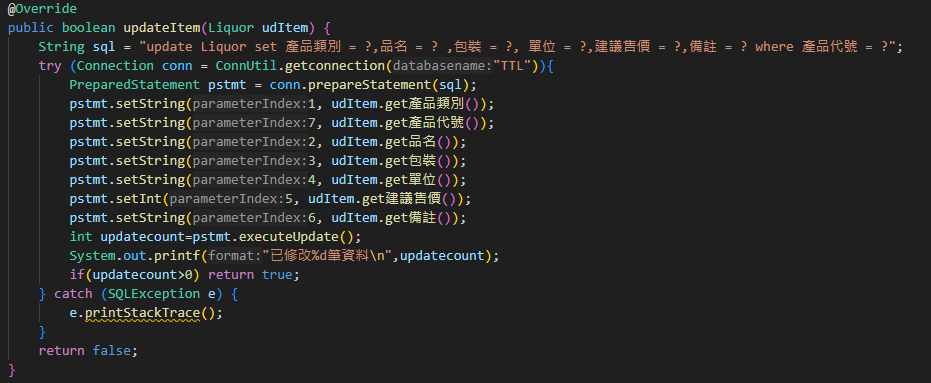 @Override
public boolean updateItem(Liquor udItem) {
    String sql = "update Liquor set 產品類別 = ?,品名 = ? ,包裝 = ?, 單位 = ?,建議售價 = ?,備註 = ? where 產品代號 = ?";
    try (Connection conn = ConnUtil.getconnection(databasename:"TTL")){
        PreparedStatement pstmt = conn.prepareStatement(sql);
        pstmt.setString(parameterIndex:1, udItem.get產品類別());
        pstmt.setString(parameterIndex:7, udItem.get產品代號());
        pstmt.setString(parameterIndex:2, udItem.get品名());
        pstmt.setString(parameterIndex:3, udItem.get包裝());
        pstmt.setString(parameterIndex:4, udItem.get單位());
        pstmt.setInt(parameterIndex:5, udItem.get建議售價());
        pstmt.setString(parameterIndex:6, udItem.get備註());
        int updatecount=pstmt.executeUpdate();
        System.out.printf(format:"已修改%d筆資料\n",updatecount);
        if(updatecount>0) return true;
    } catch (SQLException e) {
        e.printStackTrace();
    }
    return false;
}